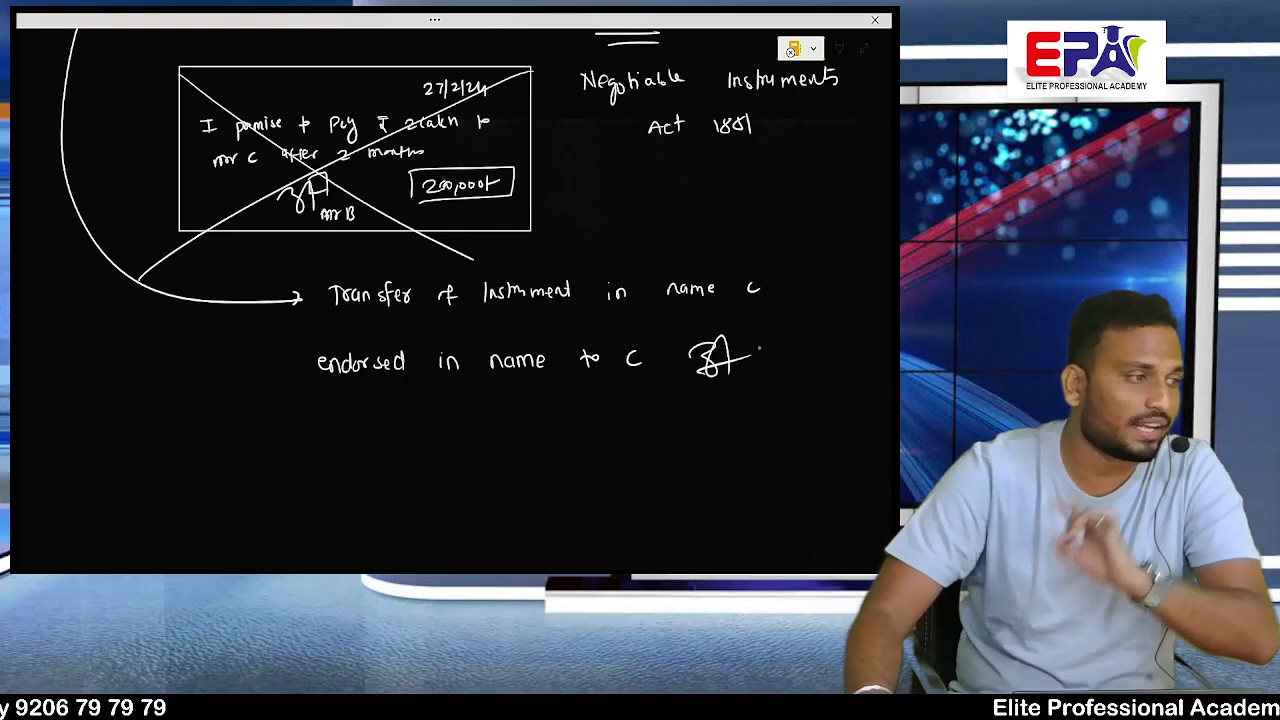 EPA
ELITE PROFESSIONAL ACADEMY
Negotiable Instruments
Act 1881
27/2/24
I promise to Pay ₹ 2 lakh to
mr C after 2 months
200,000/-
mr B
Transfer of Instrument in name C
endorsed in name to C
y 9206 79 79 79
Elite Professional Academ